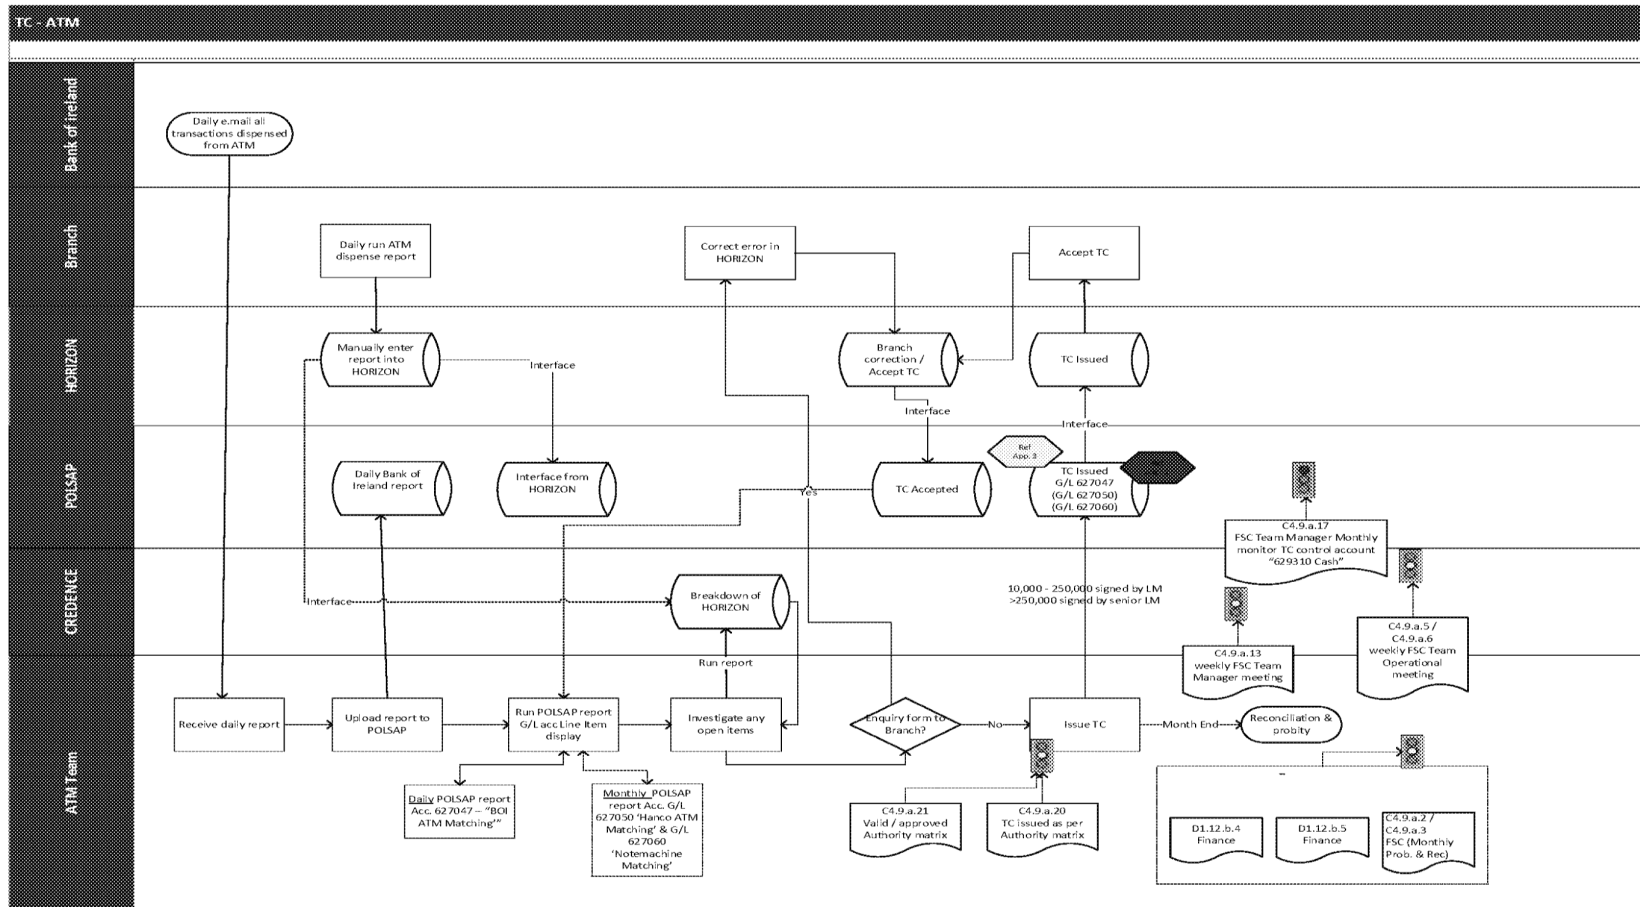 TC - ATM
Bank of ireland
Daily e.mail all
transactions dispensed
from ATM
Branch
Daily run ATM
dispense report
Correct error in
HORIZON
Accept TC
HORIZON
Manually enter
report into
HORIZON
Interface
Branch
correction /
Accept TC
TC Issued
Interface
Interface
POLSAP
Daily Bank of
Ireland report
Interface from
HORIZON
Yes
TC Accepted
Ref
App. 3
TC Issued
G/L 627047
(G/L 627050)
(G/L 627060)
C4.9.a.17
FSC Team Manager Monthly
monitor TC control account
"629310 Cash"
CREDENCE
Interface
Breakdown of
HORIZON
Run report
10,000 - 250,000 signed by LM
>250,000 signed by senior LM
C4.9.a.13
weekly FSC Team
Manager meeting
C4.9.a.5 /
C4.9.a.6
weekly FSC Team
Operational
meeting
ATM Team
Receive daily report
Upload report to
POLSAP
Run POLSAP report
G/L acc Line Item
display
Investigate any
open items
Enquiry form to
Branch?
No
Issue TC
Month End
Reconciliation &
probity
Daily POLSAP report
Acc. 627047 – "BOI
ATM Matching'"
Monthly POLSAP
report Acc. G/L
627050 'Hanco ATM
Matching' & G/L
627060
'Notemachine
Matching'
C4.9.a.21
Valid / approved
Authority matrix
C4.9.a.20
TC issued as per
Authority matrix
D1.12.b.4
Finance
D1.12.b.5
Finance
C4.9.a.2 /
C4.9.a.3
FSC (Monthly
Prob. & Rec)